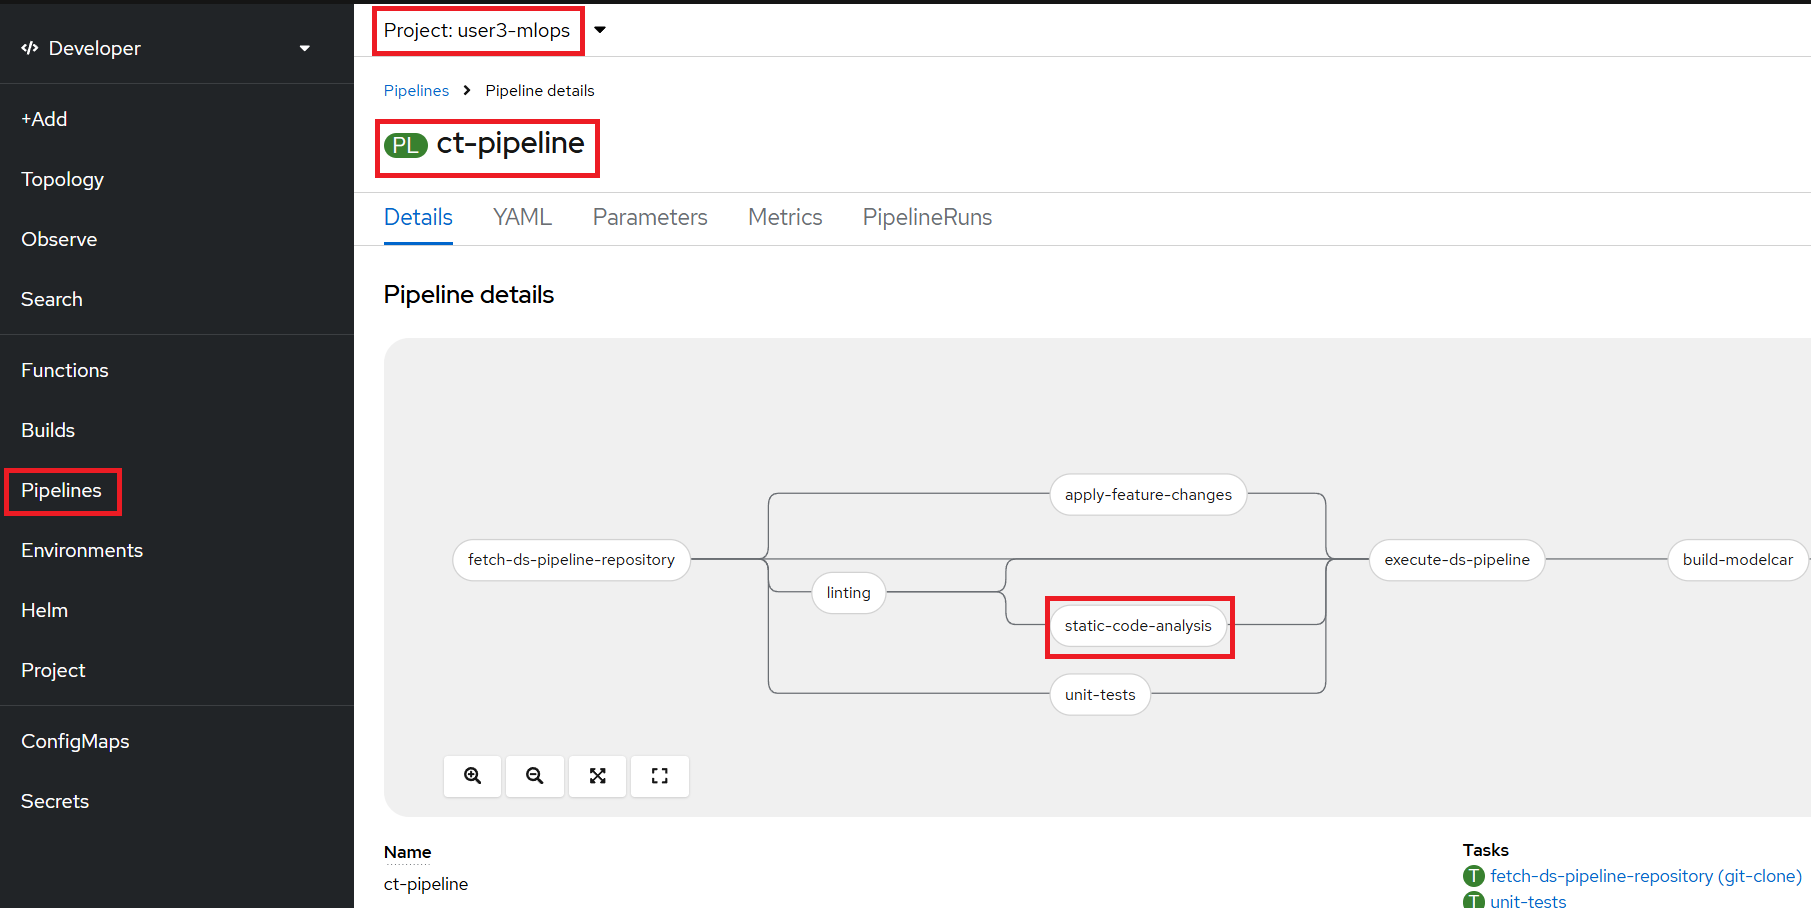 Developer
+Add
Topology
Observe
Search
Functions
Builds
Pipelines
Environments
Helm
Project
ConfigMaps
Secrets
Project: user3-mlops
Pipelines > Pipeline details
PL ct-pipeline
Details YAML Parameters Metrics PipelineRuns
Pipeline details
apply-feature-changes
fetch-ds-pipeline-repository
execute-ds-pipeline
build-modelcar
linting
static-code-analysis
unit-tests
Name
ct-pipeline
Tasks
T fetch-ds-pipeline-repository (git-clone)
T unit-tests